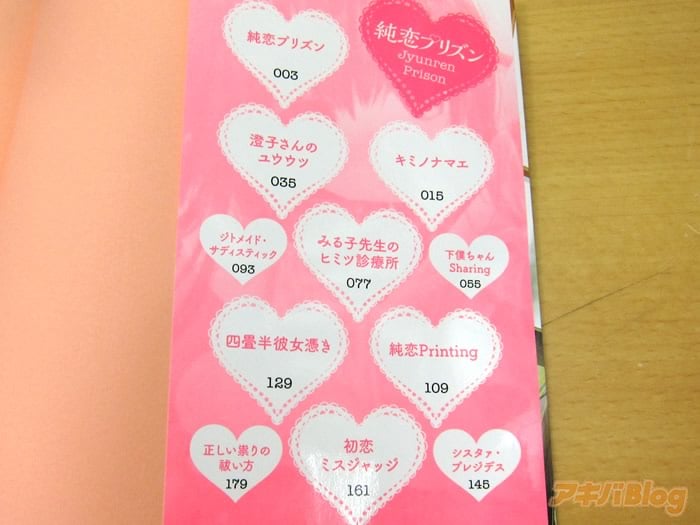 純恋プリズン
003
純恋プリズン
Jyunren
Prison
澄子さんの
ユウウツ
035
キミノナマエ
015
ジトメイド・
サディスティック
093
みる子先生の
ヒミツ診療所
077
下僕ちゃん
Sharing
055
四畳半彼女憑き
129
純恋Printing
109
正しい祟りの
祓い方
179
初恋
ミスジャッジ
161
シスタァ・
プレジデス
145
アキバBlog